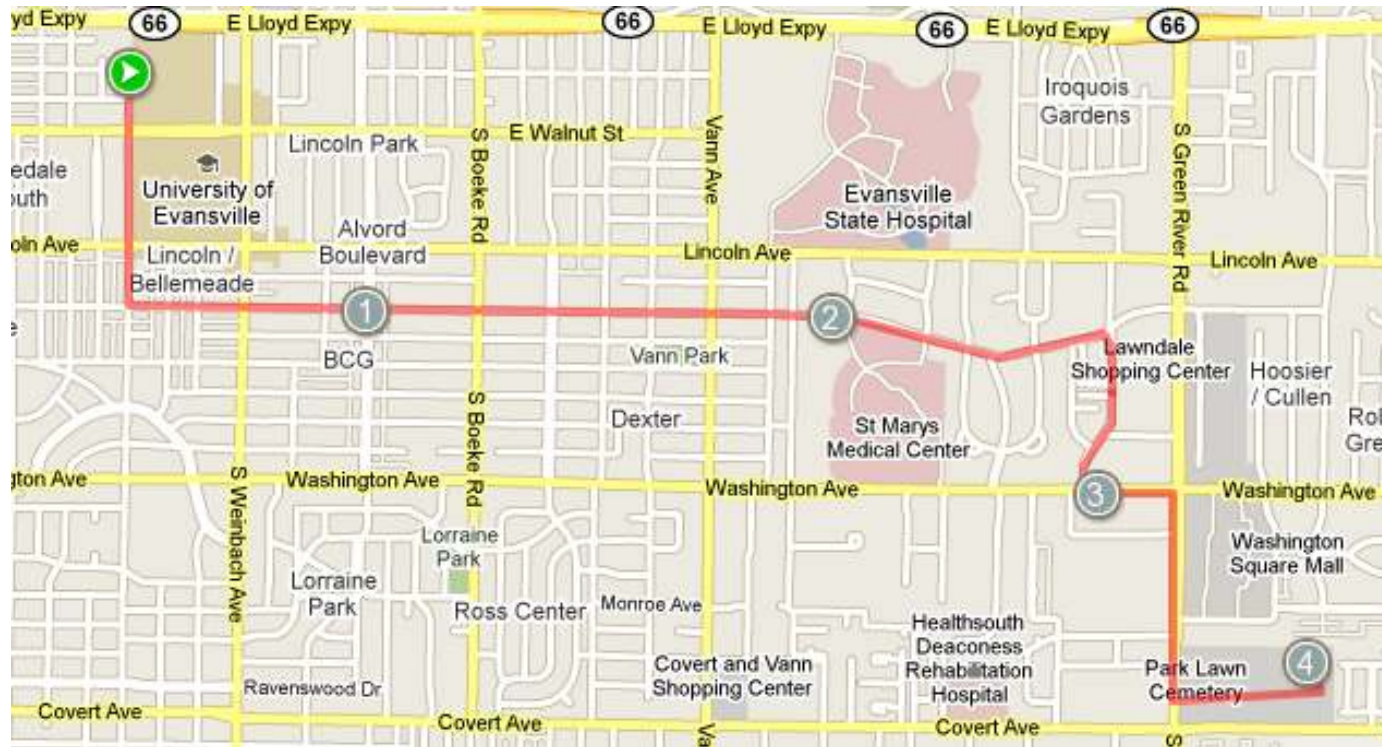 yd Expy
66
E Lloyd Expy
66
E Lloyd Expy
66
E Lloyd Expy
66
Iroquois
Gardens
E Walnut St
Lincoln Park
S Boeke Rd
Vann Ave
S Green River Rd
edale
outh
University of
Evansville
Evansville
State Hospital
oln Ave
Alvord
Boulevard
Lincoln Ave
Lincoln Ave
Lincoln /
Bellemeade
1
2
BCG
Vann Park
Lawndale
Shopping Center
Hoosier
/ Cullen
S Boeke Rd
Dexter
St Marys
Medical Center
Rol
Gre
gton Ave
S Weinbach Ave
Washington Ave
Washington Ave
3
Washington Ave
Lorraine
Park
Washington
Square Mall
Lorraine
Park
Ross Center
Monroe Ave
Healthsouth
Deaconess
Rehabilitation
Hospital
Covert and Vann
Shopping Center
Park Lawn
Cemetery
4
Ravenswood Dr
Covert Ave
Covert Ave
Va
Covert Ave
S